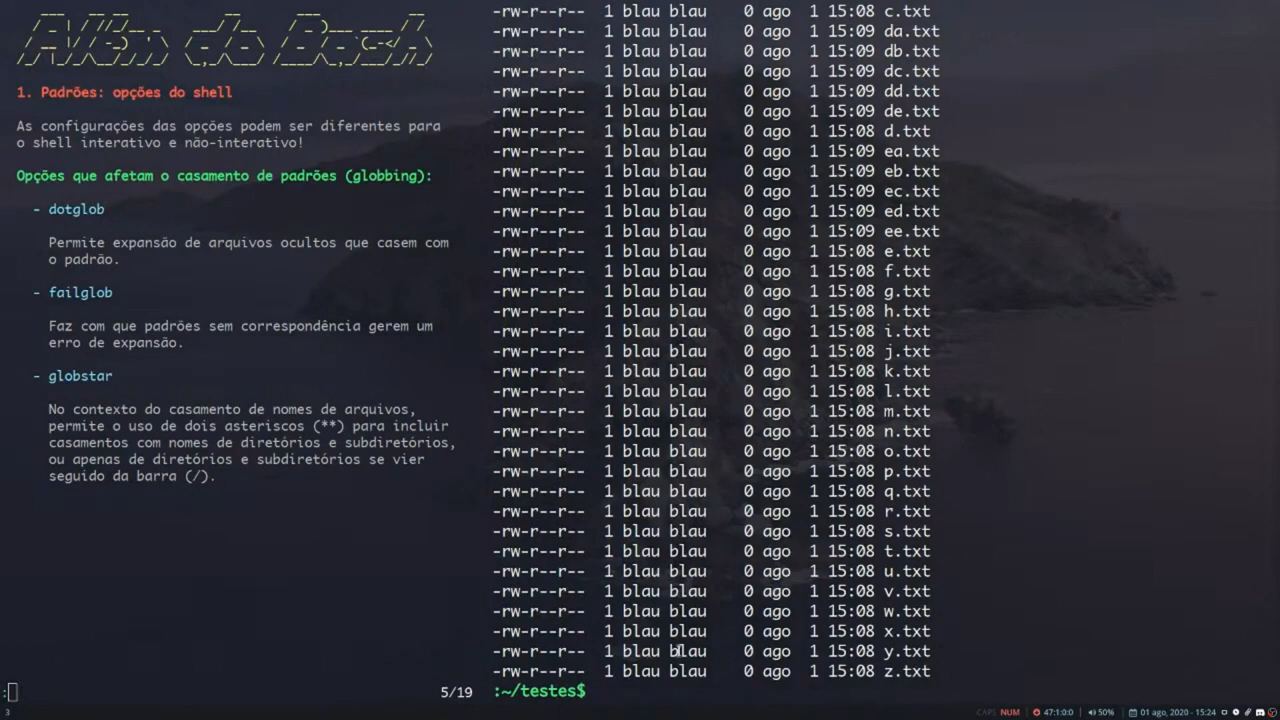 Além do Bash
1. Padrões: opções do shell
As configurações das opções podem ser diferentes para
o shell interativo e não-interativo!
Opções que afetam o casamento de padrões (globbing):
- dotglob
Permite expansão de arquivos ocultos que casem com
o padrão.
- failglob
Faz com que padrões sem correspondência gerem um
erro de expansão.
- globstar
No contexto do casamento de nomes de arquivos,
permite o uso de dois asteriscos (**) para incluir
casamentos com nomes de diretórios e subdiretórios,
ou apenas de diretórios e subdiretórios se vier
seguido da barra (/).
:
5/19
-rw-r--r-- 1 blau blau 0 ago 1 15:08 c.txt
-rw-r--r-- 1 blau blau 0 ago 1 15:09 da.txt
-rw-r--r-- 1 blau blau 0 ago 1 15:09 db.txt
-rw-r--r-- 1 blau blau 0 ago 1 15:09 dc.txt
-rw-r--r-- 1 blau blau 0 ago 1 15:09 dd.txt
-rw-r--r-- 1 blau blau 0 ago 1 15:09 de.txt
-rw-r--r-- 1 blau blau 0 ago 1 15:08 d.txt
-rw-r--r-- 1 blau blau 0 ago 1 15:09 ea.txt
-rw-r--r-- 1 blau blau 0 ago 1 15:09 eb.txt
-rw-r--r-- 1 blau blau 0 ago 1 15:09 ec.txt
-rw-r--r-- 1 blau blau 0 ago 1 15:09 ed.txt
-rw-r--r-- 1 blau blau 0 ago 1 15:09 ee.txt
-rw-r--r-- 1 blau blau 0 ago 1 15:08 e.txt
-rw-r--r-- 1 blau blau 0 ago 1 15:08 f.txt
-rw-r--r-- 1 blau blau 0 ago 1 15:08 g.txt
-rw-r--r-- 1 blau blau 0 ago 1 15:08 h.txt
-rw-r--r-- 1 blau blau 0 ago 1 15:08 i.txt
-rw-r--r-- 1 blau blau 0 ago 1 15:08 j.txt
-rw-r--r-- 1 blau blau 0 ago 1 15:08 k.txt
-rw-r--r-- 1 blau blau 0 ago 1 15:08 l.txt
-rw-r--r-- 1 blau blau 0 ago 1 15:08 m.txt
-rw-r--r-- 1 blau blau 0 ago 1 15:08 n.txt
-rw-r--r-- 1 blau blau 0 ago 1 15:08 o.txt
-rw-r--r-- 1 blau blau 0 ago 1 15:08 p.txt
-rw-r--r-- 1 blau blau 0 ago 1 15:08 q.txt
-rw-r--r-- 1 blau blau 0 ago 1 15:08 r.txt
-rw-r--r-- 1 blau blau 0 ago 1 15:08 s.txt
-rw-r--r-- 1 blau blau 0 ago 1 15:08 t.txt
-rw-r--r-- 1 blau blau 0 ago 1 15:08 u.txt
-rw-r--r-- 1 blau blau 0 ago 1 15:08 v.txt
-rw-r--r-- 1 blau blau 0 ago 1 15:08 w.txt
-rw-r--r-- 1 blau blau 0 ago 1 15:08 x.txt
-rw-r--r-- 1 blau blau 0 ago 1 15:08 y.txt
-rw-r--r-- 1 blau blau 0 ago 1 15:08 z.txt
:~/testes$
3
CAPS NUM 47:1:0:0 50% 01 ago, 2020 - 15:24